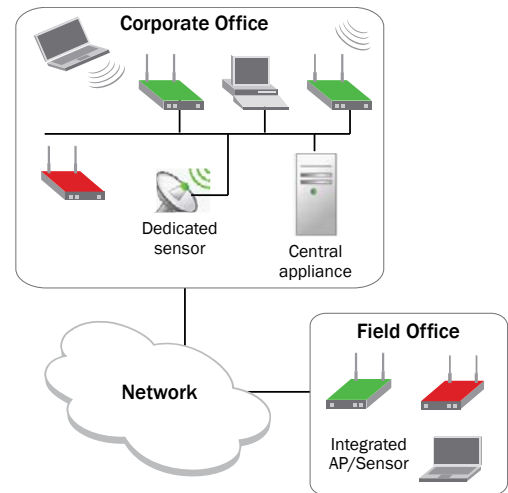 Corporate Office
Dedicated
sensor
Central
appliance
Network
Field Office
Integrated
AP/Sensor